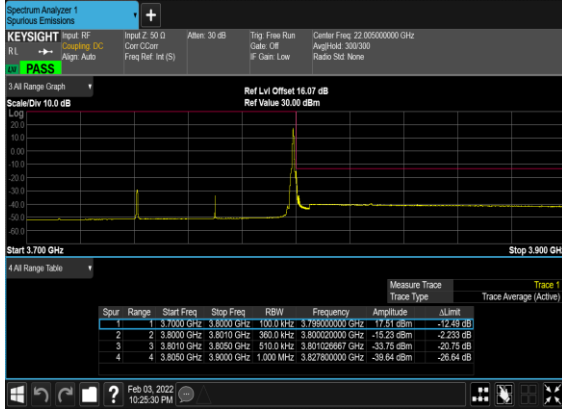 Spectrum Analyzer 1
Spurious Emissions
KEYSIGHT Input: RF Input Z: 50 Ω Atten: 30 dB Trig: Free Run Center Freq: 22.005000000 GHz
RL Coupling: DC Corr CCorr Gate: Off Avg|Hold: 300/300
Align: Auto Freq Ref: Int (S) IF Gain: Low Radio Std: None
PASS
3 All Range Graph
Ref Lvl Offset 16.07 dB
Scale/Div 10.0 dB Ref Value 30.00 dBm
Log
20.0
10.0
0.00
-10.0
-20.0
-30.0
-40.0
-50.0
-60.0
Start 3.700 GHz Stop 3.900 GHz
4 All Range Table
Measure Trace Trace 1
Trace Type Trace Average (Active)
Spur Range Start Freq Stop Freq RBW Frequency Amplitude ΔLimit
1 1 3.7000 GHz 3.8000 GHz 100.0 kHz 3.799000000 GHz 17.51 dBm -12.49 dB
2 2 3.8000 GHz 3.8010 GHz 360.0 kHz 3.800020000 GHz -15.23 dBm -2.233 dB
3 3 3.8010 GHz 3.8050 GHz 510.0 kHz 3.801026667 GHz -33.75 dBm -20.75 dB
4 4 3.8050 GHz 3.9000 GHz 1.000 MHz 3.827800000 GHz -39.64 dBm -26.64 dB
Feb 03, 2022
10:25:30 PM